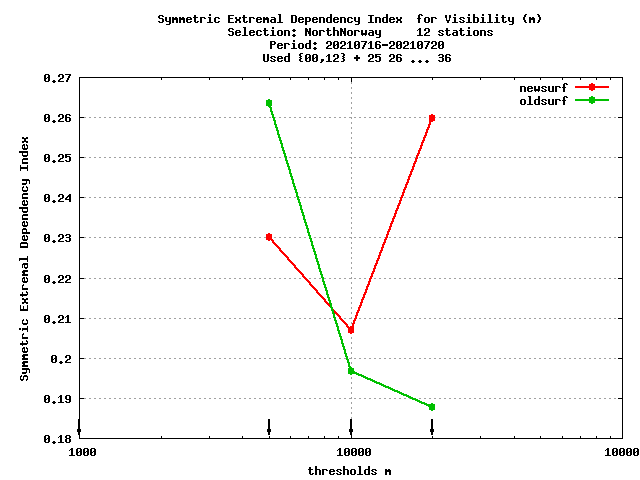 Symmetric Extremal Dependency Index  for Visibility (m)
Selection: NorthNorway     12 stations
Period: 20210716-20210720
Used {00,12} + 25 26 ... 36
newsurf
oldsurf
0.27
0.26
0.25
0.24
0.23
0.22
0.21
0.2
0.19
0.18
Symmetric Extremal Dependency Index
1000
10000
10000
thresholds m